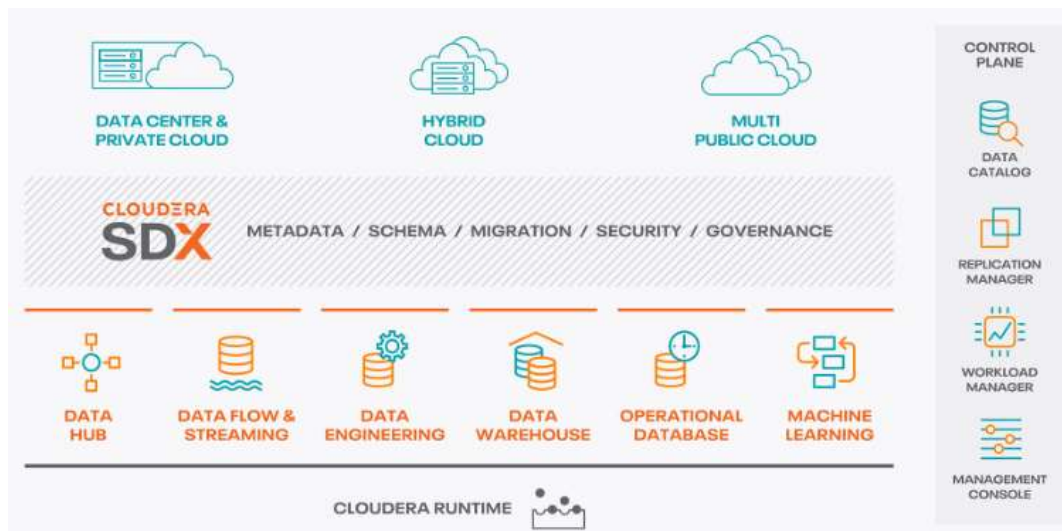 DATA CENTER &
PRIVATE CLOUD
HYBRID
CLOUD
MULTI
PUBLIC CLOUD
CLOUDERA
SDX
METADATA / SCHEMA / MIGRATION / SECURITY / GOVERNANCE
DATA
HUB
DATA FLOW &
STREAMING
DATA
ENGINEERING
DATA
WAREHOUSE
OPERATIONAL
DATABASE
MACHINE
LEARNING
CLOUDERA RUNTIME
CONTROL
PLANE
DATA
CATALOG
REPLICATION
MANAGER
WORKLOAD
MANAGER
MANAGEMENT
CONSOLE